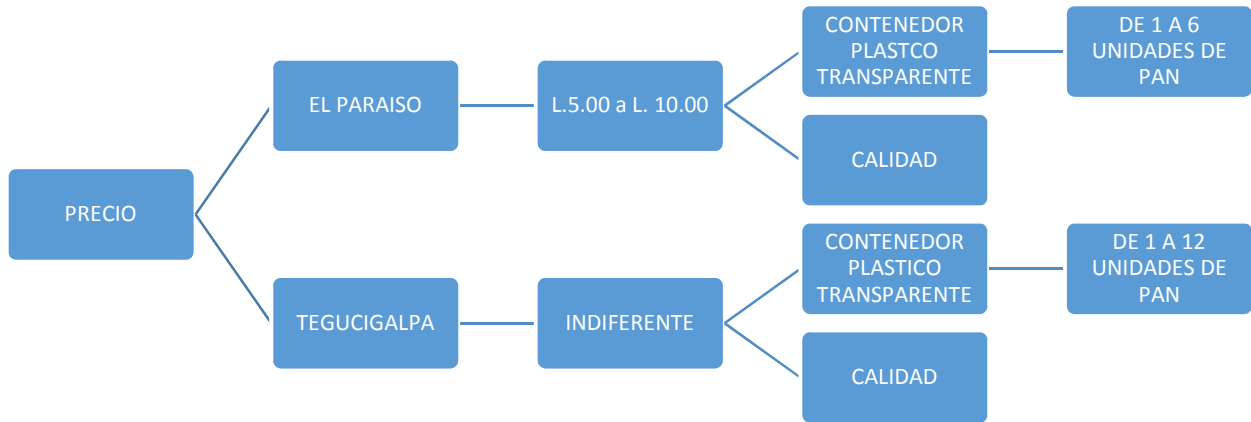 PRECIO
EL PARAISO
L.5.00 a L. 10.00
CONTENEDOR
PLASTCO
TRANSPARENTE
DE 1 A 6
UNIDADES DE
PAN
CALIDAD
TEGUCIGALPA
INDIFERENTE
CONTENEDOR
PLASTICO
TRANSPARENTE
DE 1 A 12
UNIDADES DE
PAN
CALIDAD